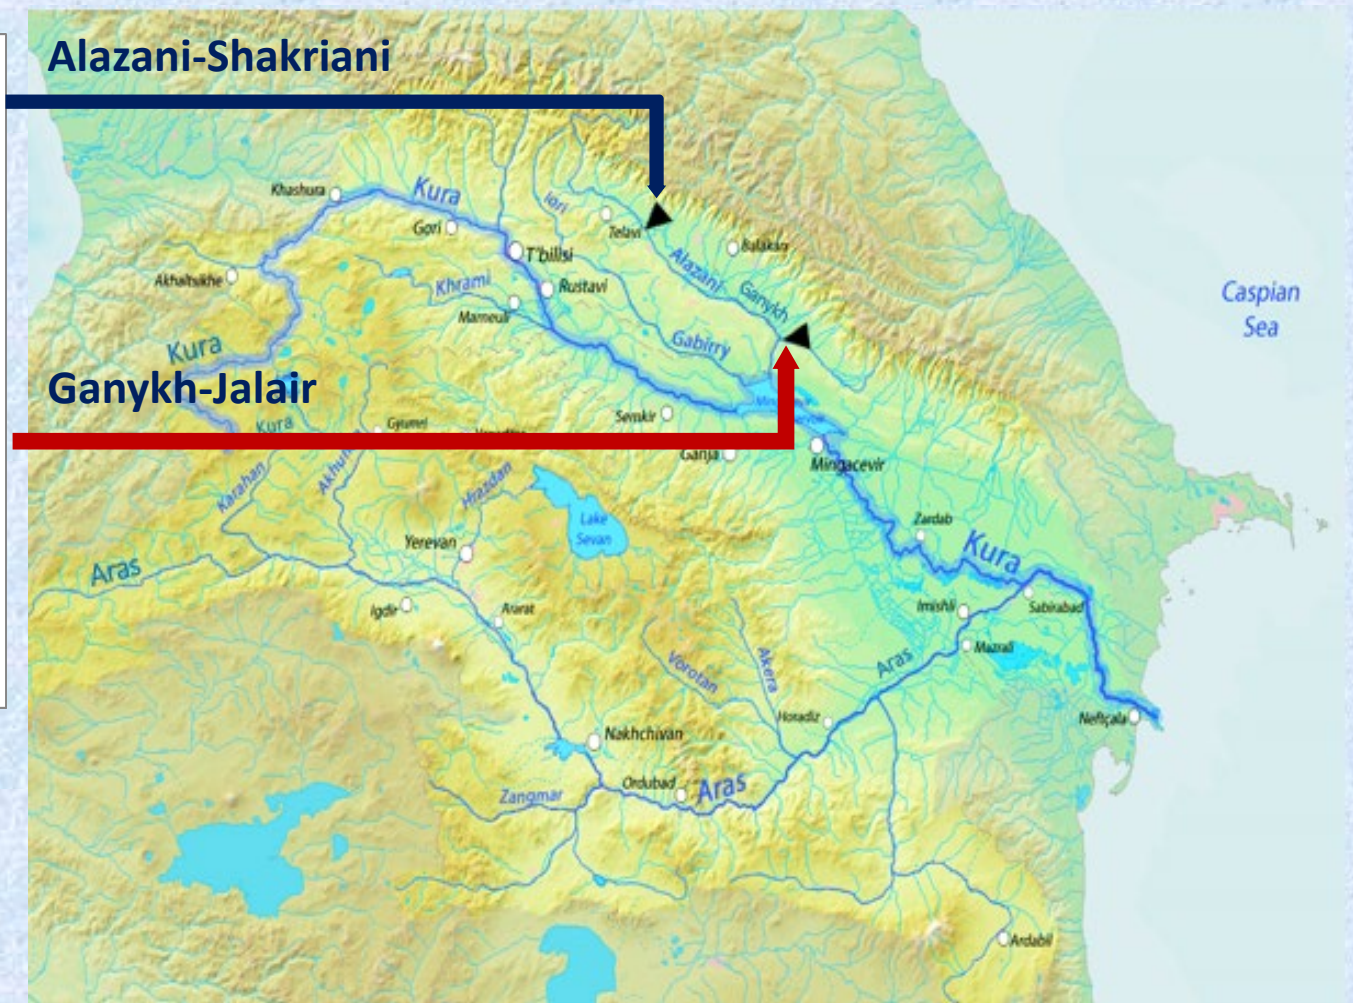 Alazani-Shakriani
Khashura
Kura
Iori
Gori
Telavi
T'bilisi
Balakan
Akhaltsikhe
Alazani
Khrami
Rustavi
Ganykh
Caspian
Sea
Marneuli
Kura
Gabirry
Ganykh-Jalair
Semkir
Kura
Gyumri
Ganja
Mingacevir
Karahan
Akhur
Hrazdan
Lake
Sevan
Zardab
Yerevan
Kura
Aras
Igdir
Ararat
Imishli
Sabirabad
Mazrali
Vorotan
Akera
Aras
Horadiz
Neftçala
Nakhchivan
Ordubad
Aras
Zangmar
Ardabil